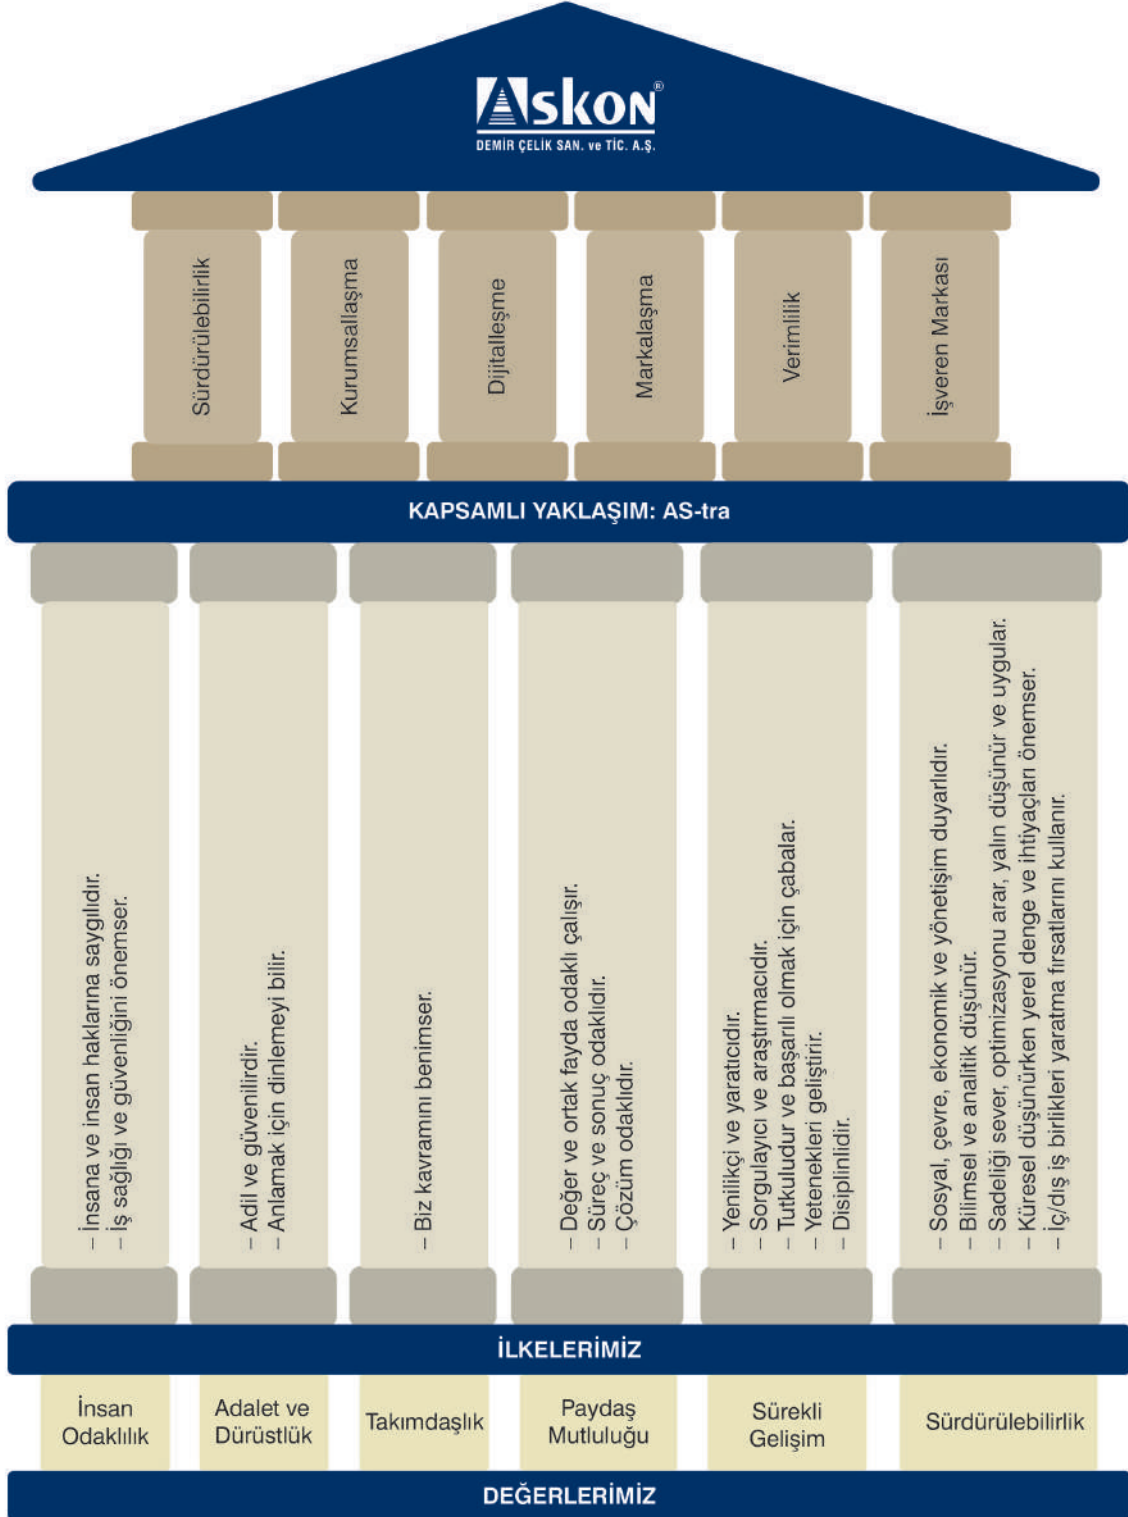 ASKON®
DEMİR ÇELİK SAN. ve TİC. A.Ş.
Sürdürülebilirlik
Kurumsallaşma
Dijitalleşme
Markalaşma
Verimlilik
İşveren Markası
KAPSAMLI YAKLAŞIM: AS-tra
– İnsana ve insan haklarına saygılıdır.
– İş sağlığı ve güvenliğini önemser.
– Adil ve güvenilirdir.
– Anlamak için dinlemeyi bilir.
– Biz kavramını benimser.
– Değer ve ortak fayda odaklı çalışır.
– Süreç ve sonuç odaklıdır.
– Çözüm odaklıdır.
– Yenilikçi ve yaratıcıdır.
– Sorgulayıcı ve araştırmacıdır.
– Tutkuludur ve başarılı olmak için çabalar.
– Yetenekleri geliştirir.
– Disiplinlidir.
– Sosyal, çevre, ekonomik ve yönetişim duyarlıdır.
– Bilimsel ve analitik düşünür.
– Sadeliği sever, optimizasyonu arar, yalın düşünür ve uygular.
– Küresel düşünürken yerel denge ve ihtiyaçları önemser.
– İç/dış iş birlikleri yaratma fırsatlarını kullanır.
İLKELERİMİZ
İnsan
Odaklılık
Adalet ve
Dürüstlük
Takımdaşlık
Paydaş
Mutluluğu
Sürekli
Gelişim
Sürdürülebilirlik
DEĞERLERİMİZ